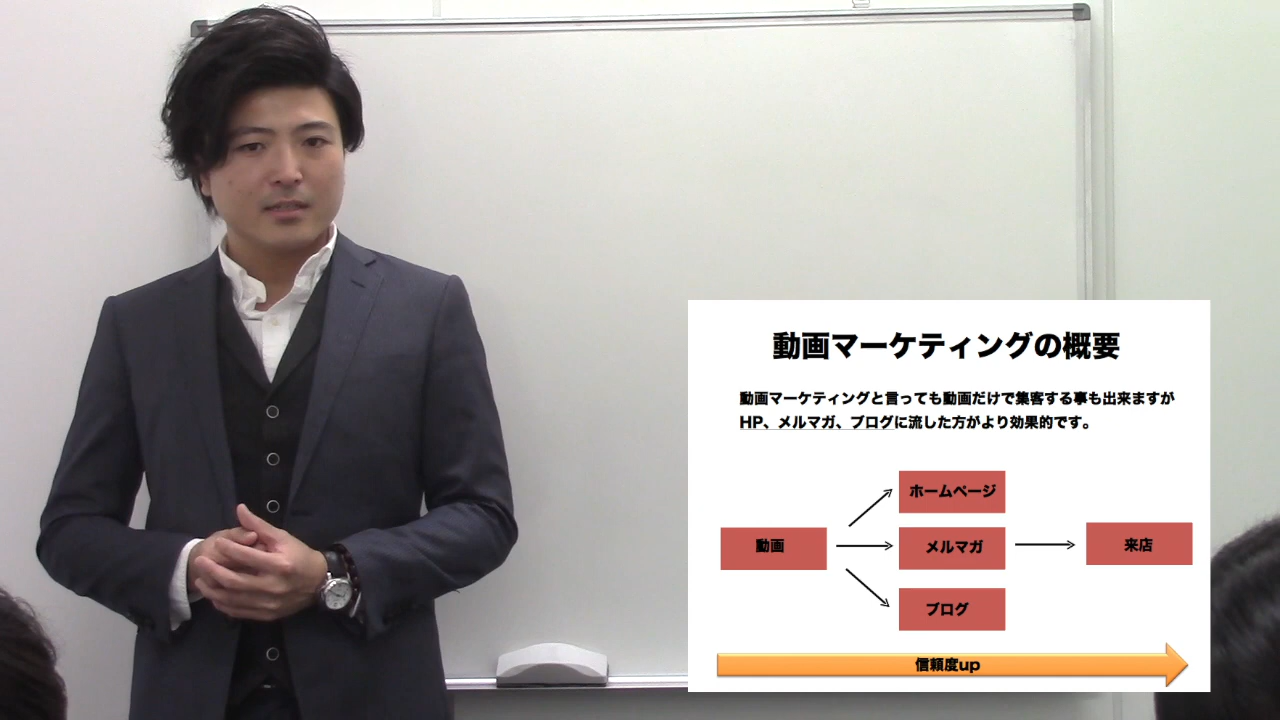 動画マーケティングの概要
動画マーケティングと言っても動画だけで集客する事も出来ますが
HP、メルマガ、ブログに流した方がより効果的です。
ホームページ
動画
メルマガ
来店
ブログ
信頼度up